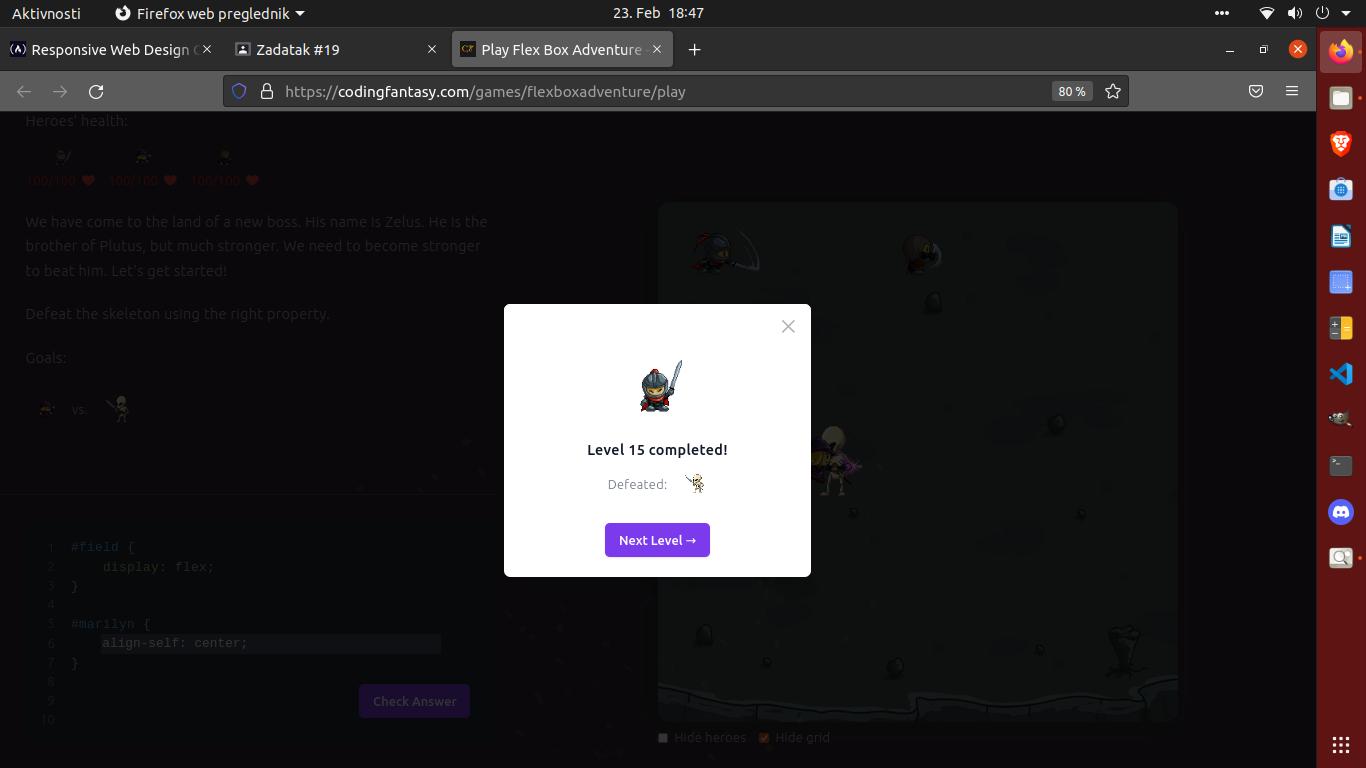 Aktivnosti
Firefox web preglednik
23. Feb 18:47
Responsive Web Design C
Zadatak #19
Play Flex Box Adventure -
https://codingfantasy.com/games/flexboxadventure/play
80 %
Heroes' health:
100/100 100/100 100/100
We have come to the land of a new boss. His name is Zelus. He is the
brother of Plutus, but much stronger. We need to become stronger
to beat him. Let's get started!
Defeat the skeleton using the right property.
Goals:
vs.
Level 15 completed!
Defeated:
Next Level →
1 #field {
2 display: flex;
3 }
4
5 #marilyn {
6 align-self: center;
7 }
8
9
10
Check Answer
Hide heroes Hide grid